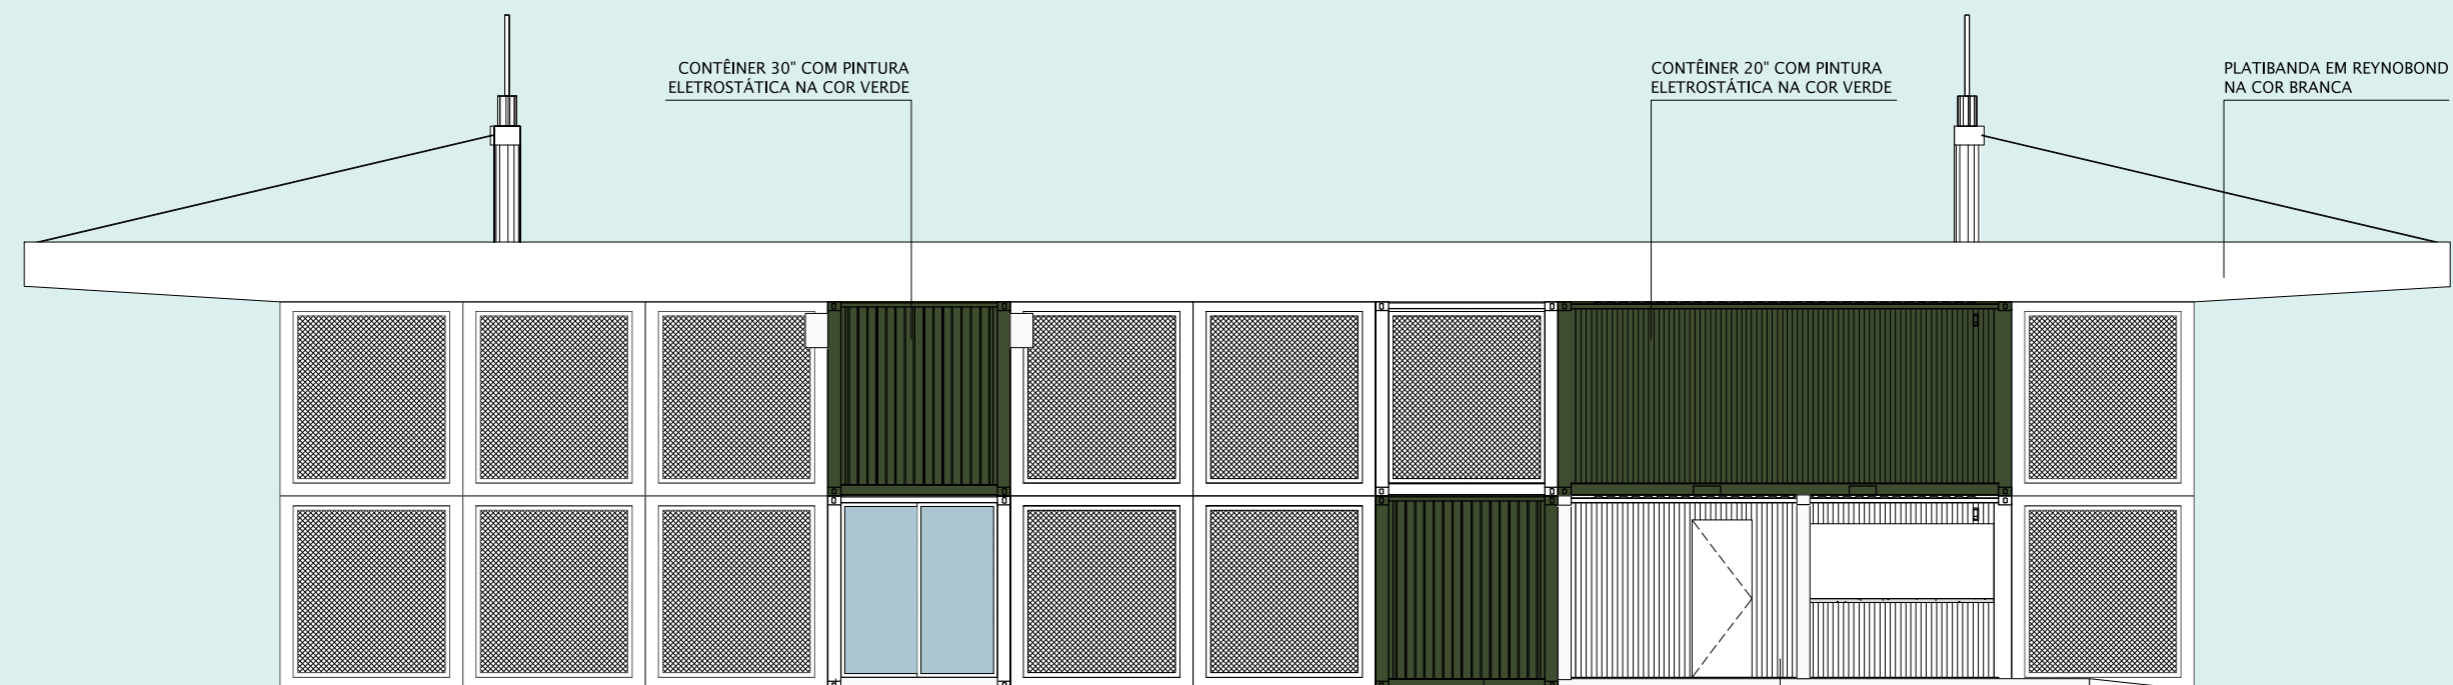 CONTÊINER 30" COM PINTURA
ELETROSTÁTICA NA COR VERDE
CONTÊINER 20" COM PINTURA
ELETROSTÁTICA NA COR VERDE
PLATIBANDA EM REYNOBOND
NA COR BRANCA